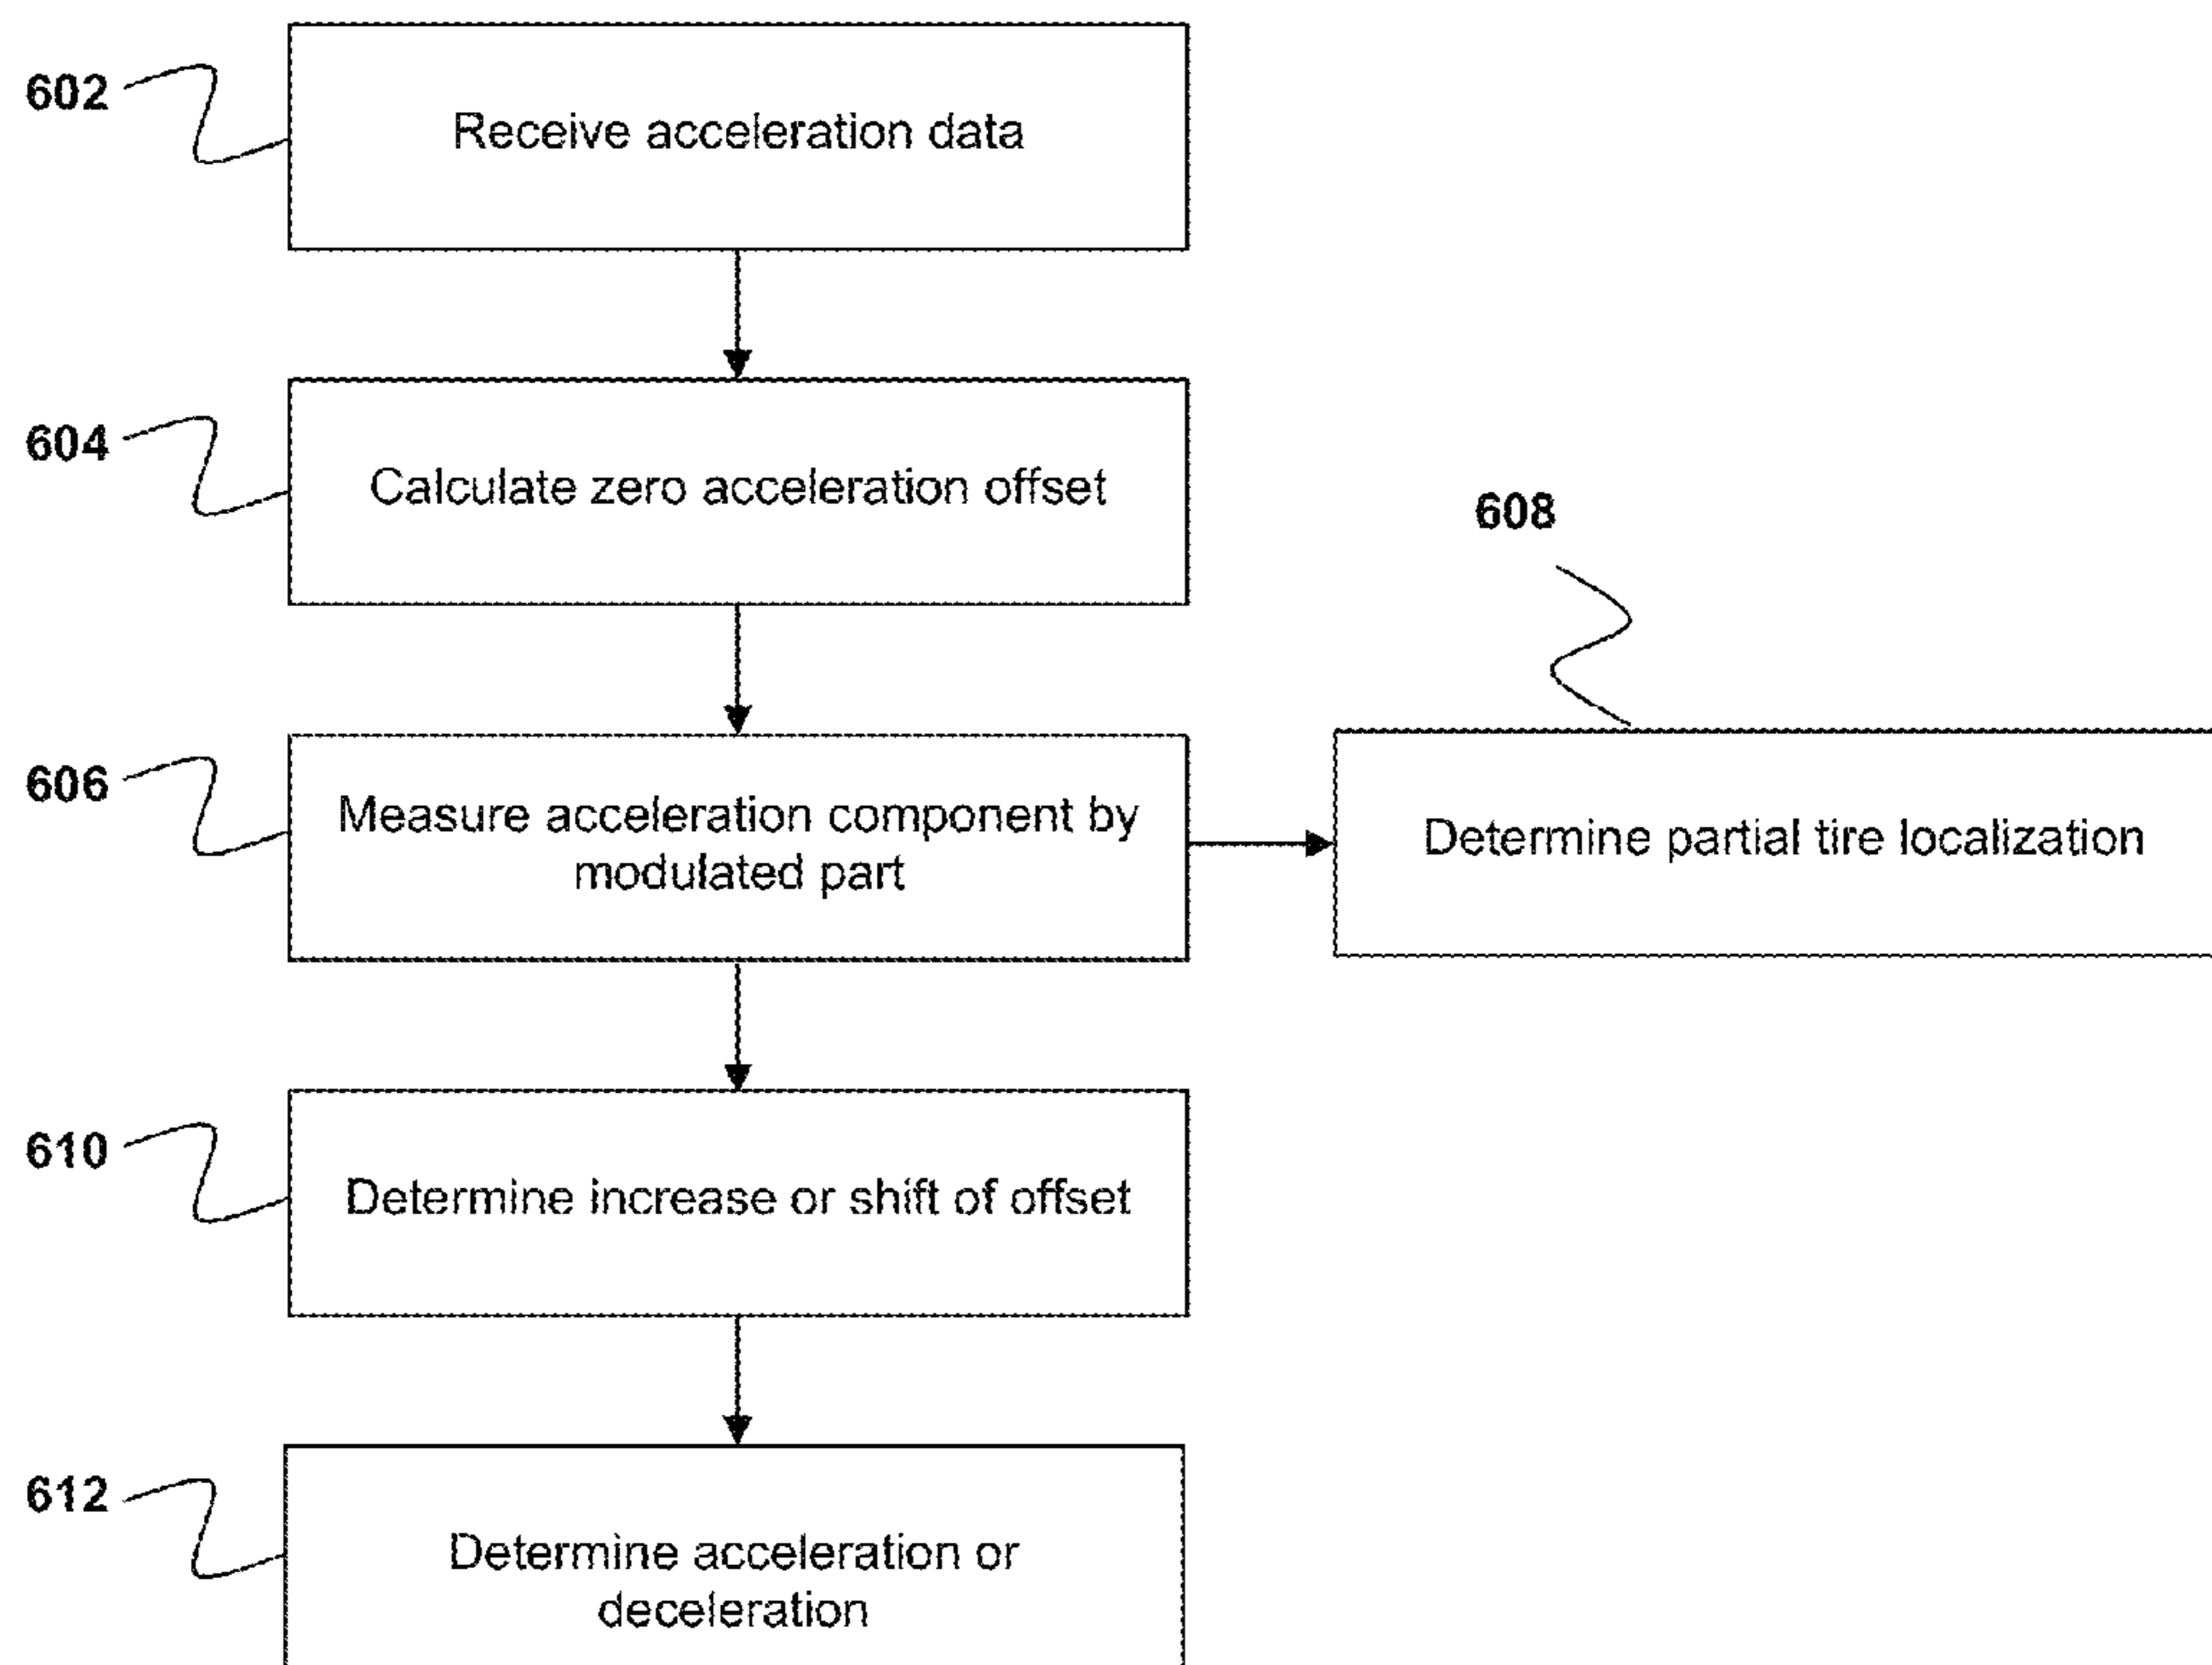 602
Receive acceleration data
604
Calculate zero acceleration offset
608
606
Measure acceleration component by
modulated part
Determine partial tire localization
610
Determine increase or shift of offset
612
Determine acceleration or
deceleration